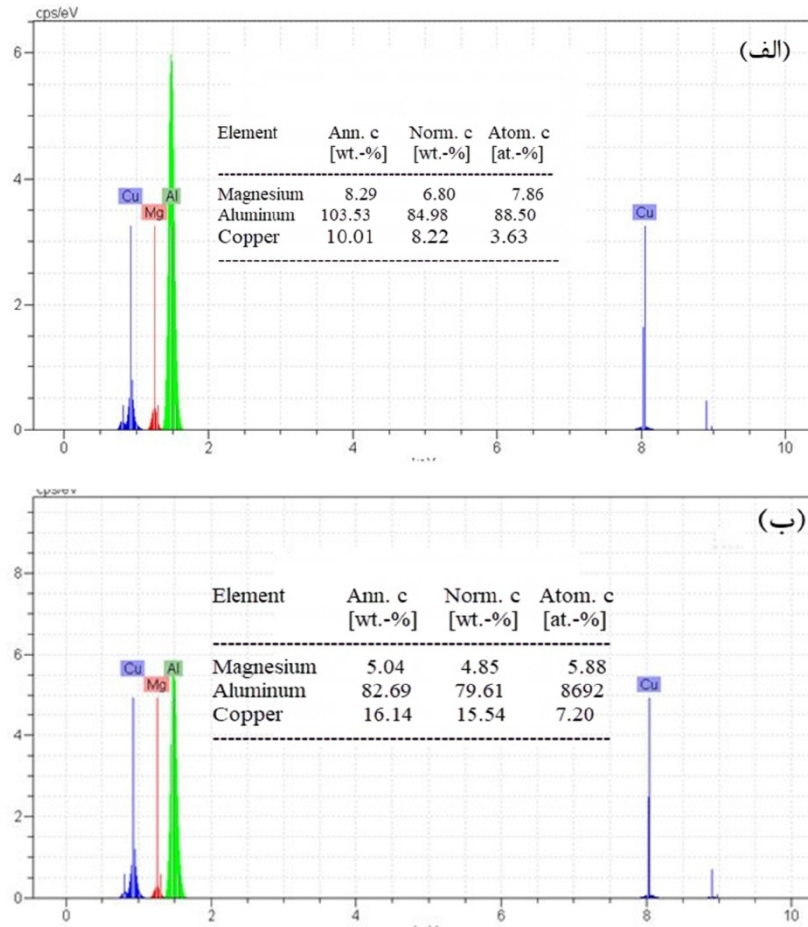 cps/eV
(الف)
6
Element Ann. c Norm. c Atom. c
[wt.-%] [wt.-%] [at.-%]
Magnesium 8.29 6.80 7.86
Aluminum 103.53 84.98 88.50
Copper 10.01 8.22 3.63
4
Cu Mg Al Cu
2
0
0 2 4 6 8 10
cps/eV
(ب)
8
Element Ann. c Norm. c Atom. c
[wt.-%] [wt.-%] [at.-%]
Magnesium 5.04 4.85 5.88
Aluminum 82.69 79.61 8692
Copper 16.14 15.54 7.20
6
Cu Mg Al Cu
4
2
0
0 2 4 6 8 10